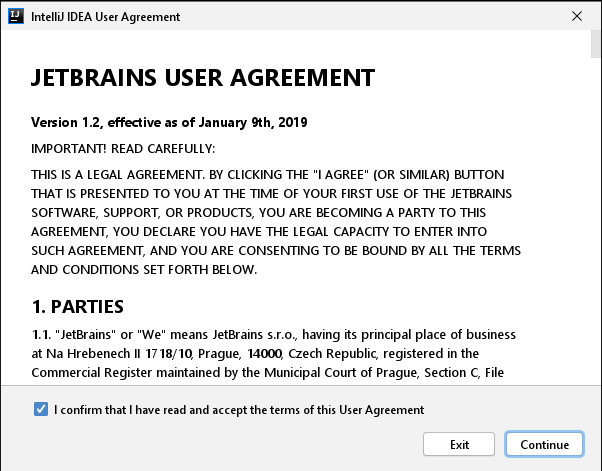 IntelliJ IDEA User Agreement
JETBRAINS USER AGREEMENT
Version 1.2, effective as of January 9th, 2019
IMPORTANT! READ CAREFULLY:
THIS IS A LEGAL AGREEMENT. BY CLICKING THE "I AGREE" (OR SIMILAR) BUTTON
THAT IS PRESENTED TO YOU AT THE TIME OF YOUR FIRST USE OF THE JETBRAINS
SOFTWARE, SUPPORT, OR PRODUCTS, YOU ARE BECOMING A PARTY TO THIS
AGREEMENT, YOU DECLARE YOU HAVE THE LEGAL CAPACITY TO ENTER INTO
SUCH AGREEMENT, AND YOU ARE CONSENTING TO BE BOUND BY ALL THE TERMS
AND CONDITIONS SET FORTH BELOW.
1. PARTIES
1.1. "JetBrains" or "We" means JetBrains s.r.o., having its principal place of business
at Na Hrebenech II 1718/10, Prague, 14000, Czech Republic, registered in the
Commercial Register maintained by the Municipal Court of Prague, Section C, File
I confirm that I have read and accept the terms of this User Agreement
Exit Continue